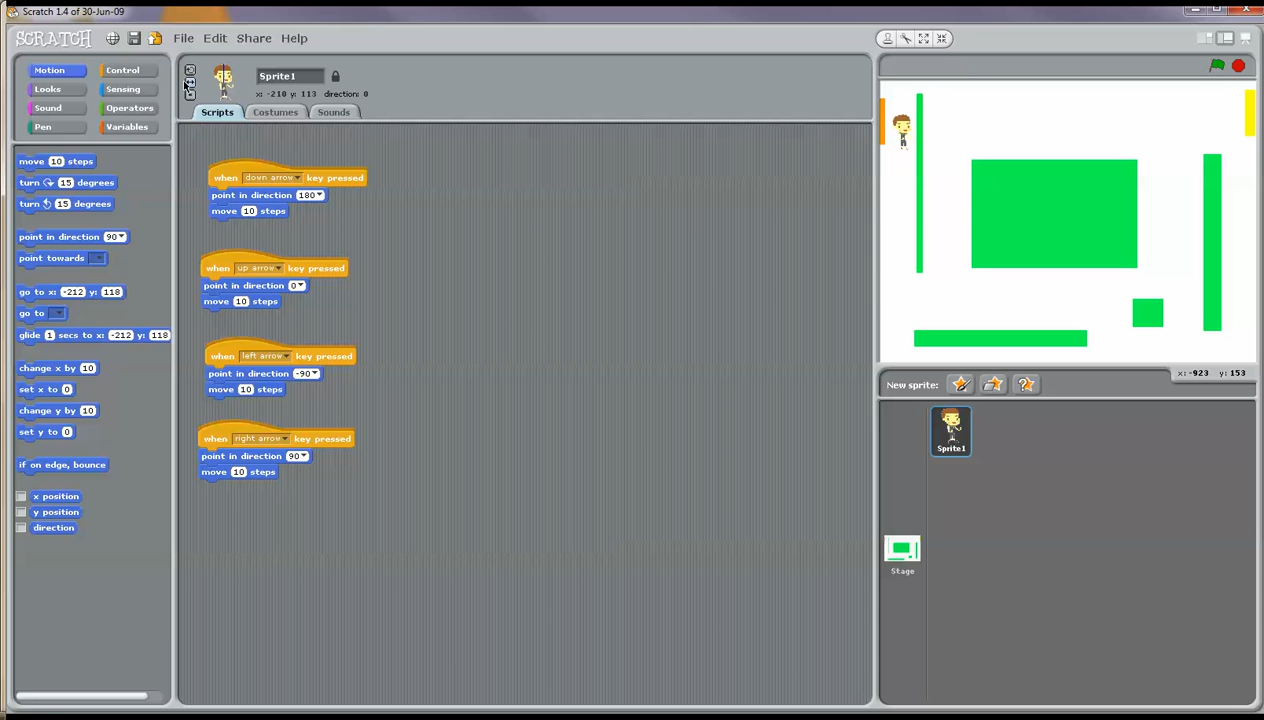 Scratch 1.4 of 30-Jun-09
SCRATCH File Edit Share Help
Motion Control
Looks Sensing
Sound Operators
Pen Variables
Sprite1
x: -210 y: 113 direction: 0
Scripts Costumes Sounds
move 10 steps
turn 15 degrees
turn 15 degrees
point in direction 90
point towards
go to x: -212 y: 118
go to
glide 1 secs to x: -212 y: 118
change x by 10
set x to 0
change y by 10
set y to 0
if on edge, bounce
x position
y position
direction
when down arrow key pressed
point in direction 180
move 10 steps
when up arrow key pressed
point in direction 0
move 10 steps
when left arrow key pressed
point in direction -90
move 10 steps
when right arrow key pressed
point in direction 90
move 10 steps
x: -923 y: 153
New sprite:
Sprite1
Stage